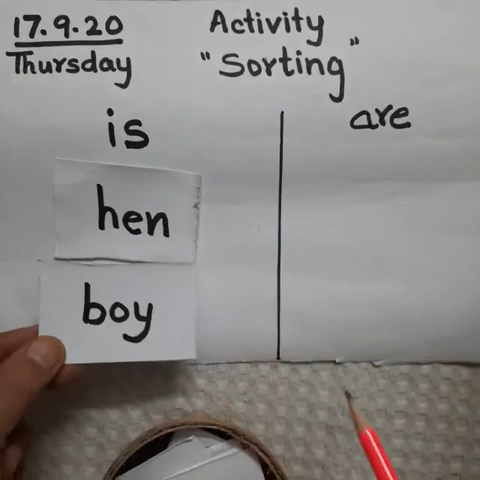 17.9.20
Thursday
Activity
"Sorting"
is
are
hen
boy